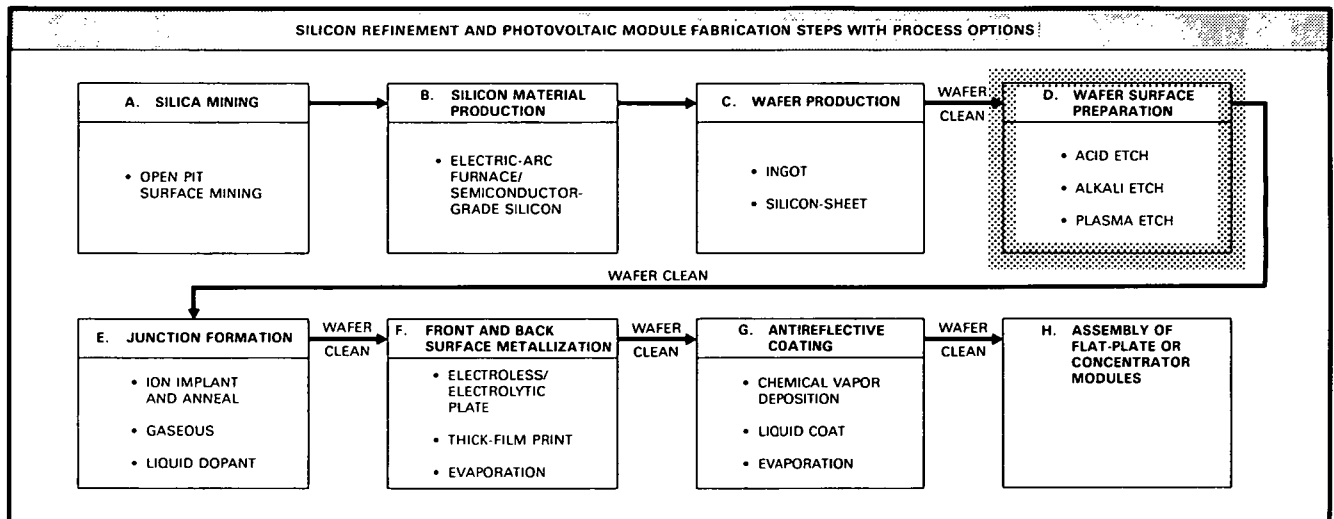 SILICON REFINEMENT AND PHOTOVOLTAIC MODULE FABRICATION STEPS WITH PROCESS OPTIONS
A. SILICA MINING
• OPEN PIT
SURFACE MINING
B. SILICON MATERIAL
PRODUCTION
• ELECTRIC-ARC
FURNACE/
SEMICONDUCTOR-
GRADE SILICON
C. WAFER PRODUCTION
• INGOT
• SILICON-SHEET
WAFER
CLEAN
D. WAFER SURFACE
PREPARATION
• ACID ETCH
• ALKALI ETCH
• PLASMA ETCH
WAFER CLEAN
E. JUNCTION FORMATION
• ION IMPLANT
AND ANNEAL
• GASEOUS
• LIQUID DOPANT
WAFER
CLEAN
F. FRONT AND BACK
SURFACE METALLIZATION
• ELECTROLESS/
ELECTROLYTIC
PLATE
• THICK-FILM PRINT
• EVAPORATION
WAFER
CLEAN
G. ANTIREFLECTIVE
COATING
• CHEMICAL VAPOR
DEPOSITION
• LIQUID COAT
• EVAPORATION
WAFER
CLEAN
H. ASSEMBLY OF
FLAT-PLATE OR
CONCENTRATOR
MODULES